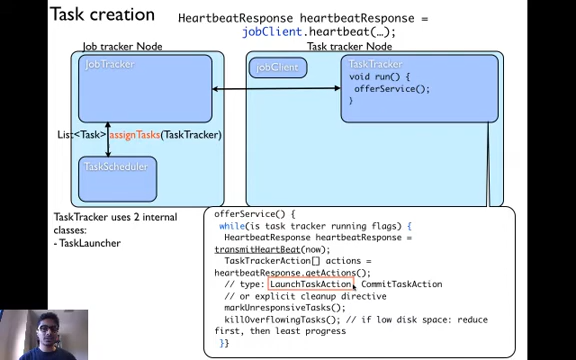 Task creation
HeartbeatResponse heartbeatResponse =
jobClient.heartbeat(…);
Job tracker Node
Task tracker Node
JobTracker
jobClient
TaskTracker
void run() {
offerService();
}
List<Task> assignTasks(TaskTracker)
TaskScheduler
TaskTracker uses 2 internal
classes:
- TaskLauncher
offerService() {
while(is task tracker running flags) {
HeartbeatResponse heartbeatResponse =
transmitHeartBeat(now);
TaskTrackerAction[] actions =
heartbeatResponse.getActions();
// type: LaunchTaskAction, CommitTaskAction
// or explicit cleanup directive
markUnresponsiveTasks();
killOverflowingTasks(); // if low disk space: reduce
first, then least progress
}}